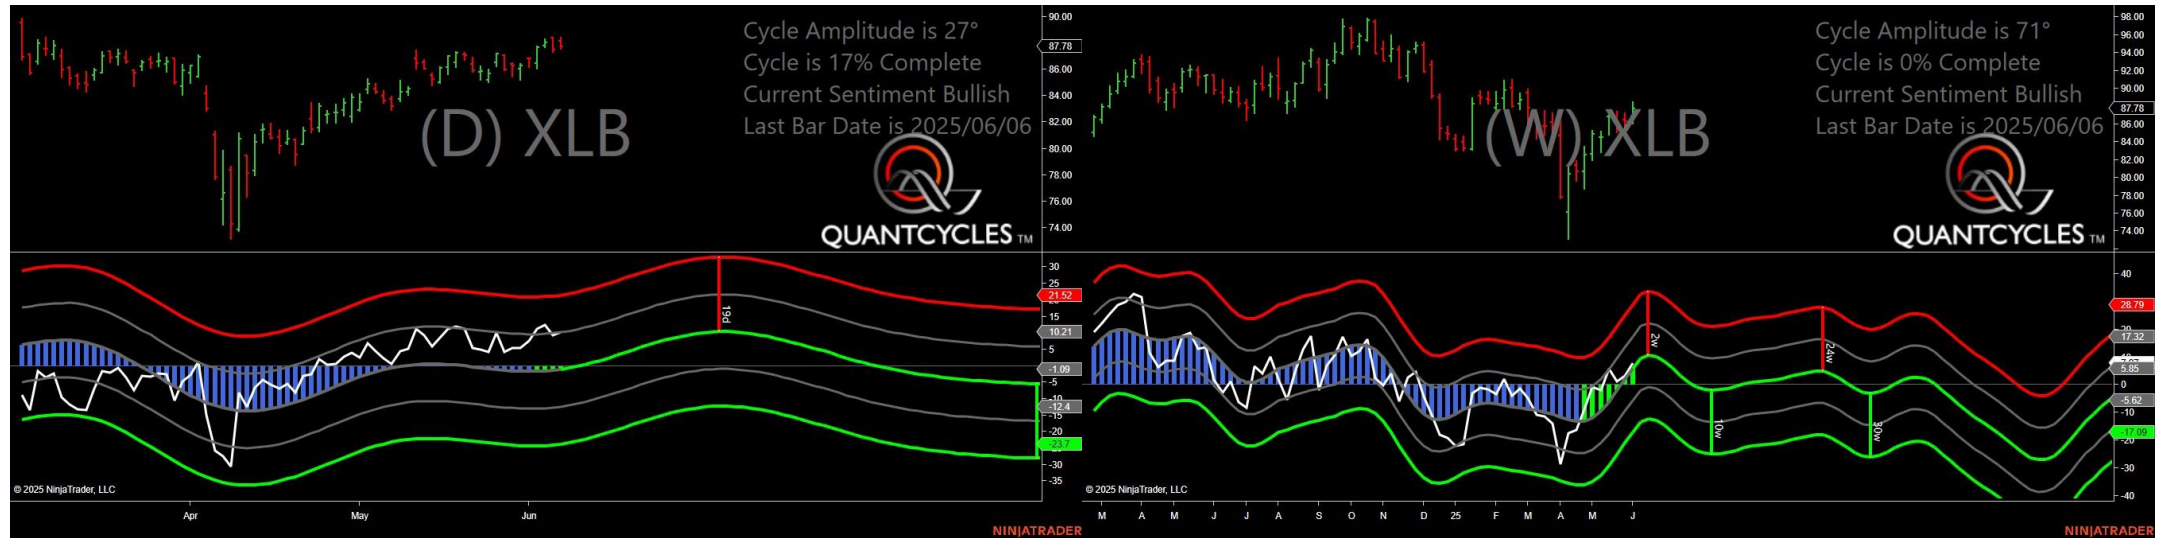 Cycle Amplitude is 27°
Cycle is 17% Complete
Current Sentiment Bullish
Last Bar Date is 2025/06/06
(D) XLB
QUANTCYCLES TM
90.00
87.78
86.00
84.00
82.00
80.00
78.00
76.00
74.00
30
25
21.52
15
10.21
5
-1.09
-5
-10
-12.4
-15
-20
-23.7
-30
-35
19d
© 2025 NinjaTrader, LLC
Apr May Jun
NINJATRADER
Cycle Amplitude is 71°
Cycle is 0% Complete
Current Sentiment Bullish
Last Bar Date is 2025/06/06
(W) XLB
QUANTCYCLES TM
98.00
96.00
94.00
92.00
90.00
87.78
86.00
84.00
82.00
80.00
78.00
76.00
74.00
40
28.79
20
17.32
5.85
0
-5.62
-10
-17.09
-20
-30
-40
2w
10w
24w
30w
© 2025 NinjaTrader, LLC
M A M J J A S O N D 25 F M A M J
NINJATRADER